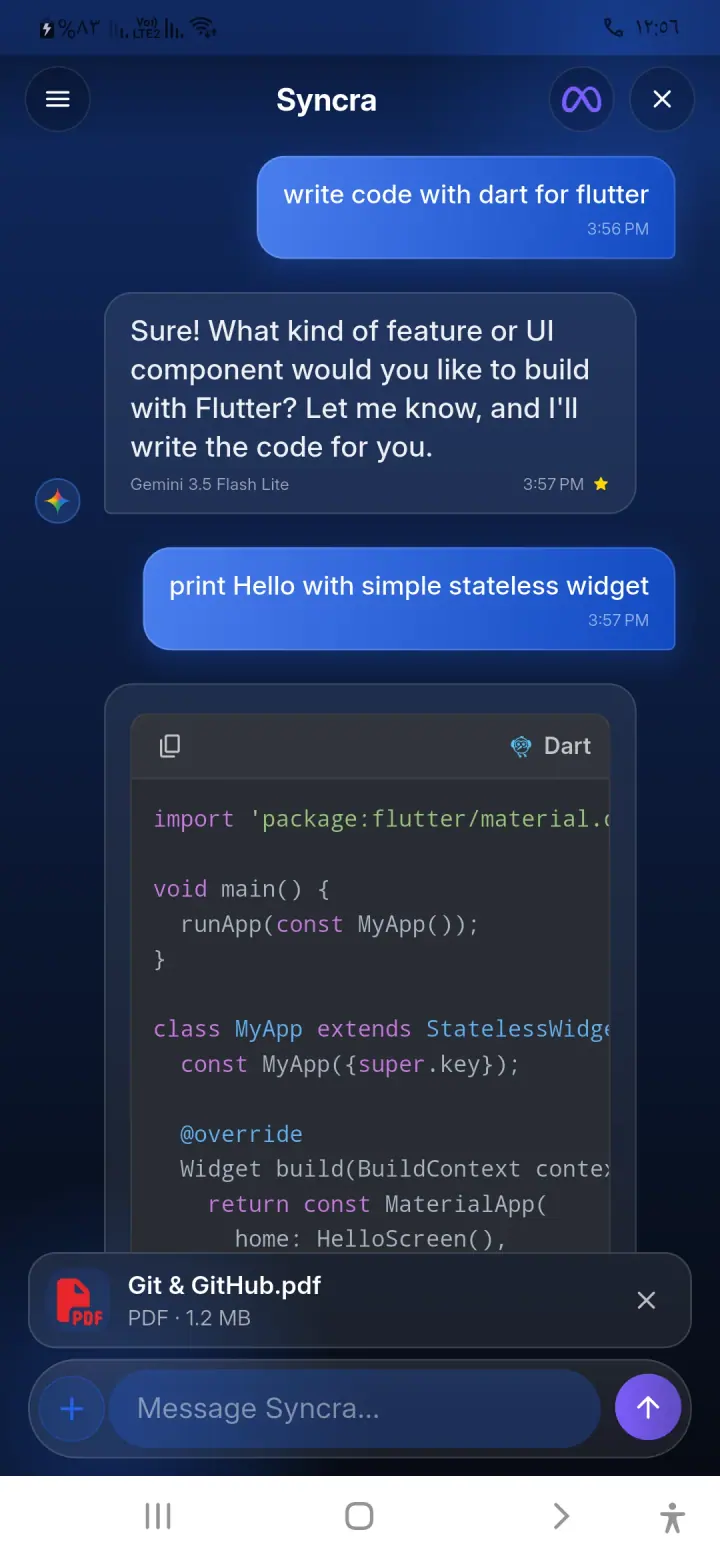 %٨٣ Vo) LTE2 ١٢:٥٦
Syncra
write code with dart for flutter
3:56 PM
Sure! What kind of feature or UI
component would you like to build
with Flutter? Let me know, and I'll
write the code for you.
Gemini 3.5 Flash Lite 3:57 PM
print Hello with simple stateless widget
3:57 PM
Dart
import 'package:flutter/material.
void main() {
runApp(const MyApp());
}
class MyApp extends StatelessWidge
const MyApp({super.key});
@override
Widget build(BuildContext contex
return const MaterialApp(
home: HelloScreen(),
Git & GitHub.pdf
PDF
PDF · 1.2 MB
Message Syncra...